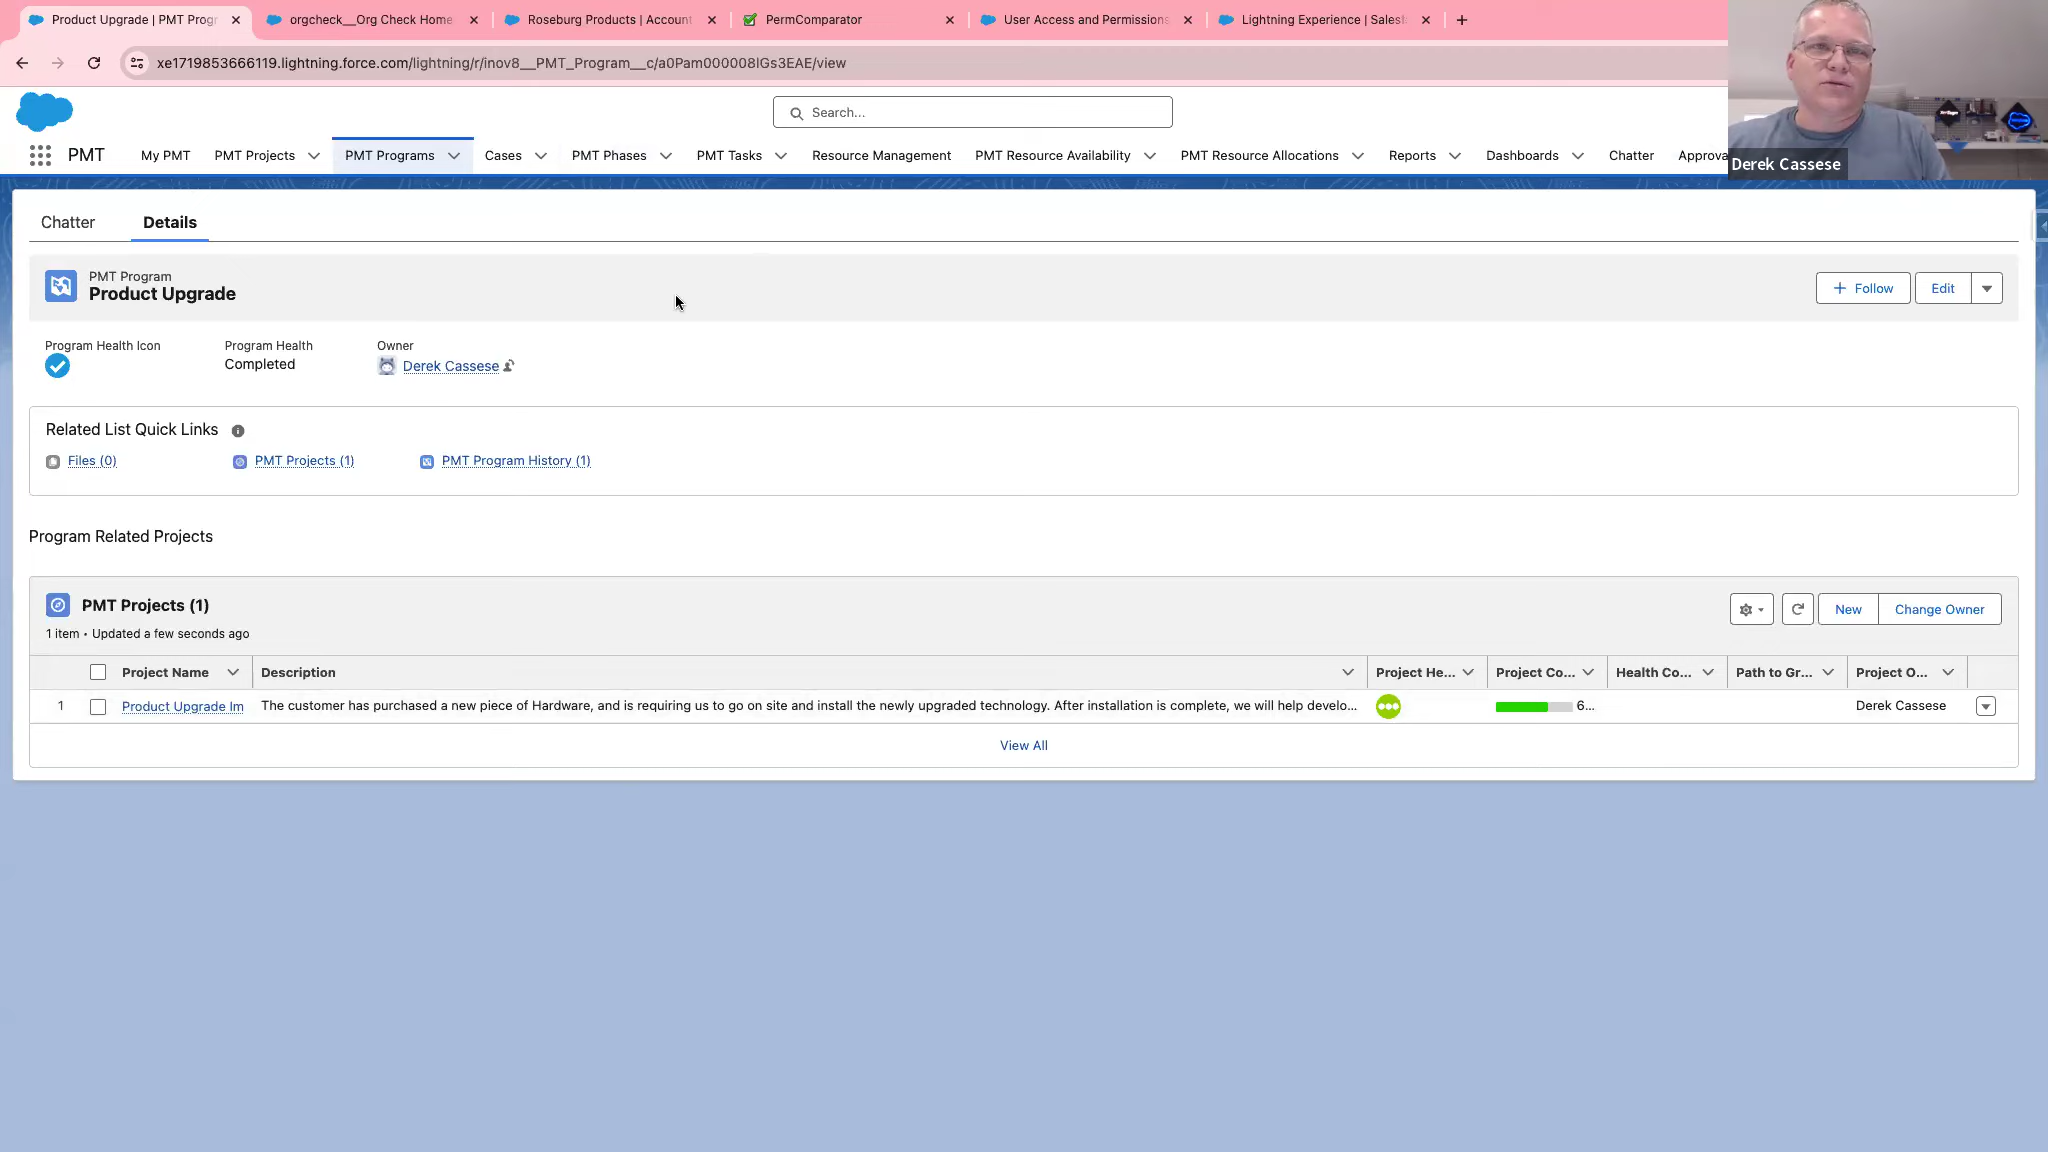 Product Upgrade | PMT Progr
orgcheck__Org Check Home
Roseburg Products | Account
PermComparator
User Access and Permissions
Lightning Experience | Salesf
xe1719853666119.lightning.force.com/lightning/r/inov8__PMT_Program__c/a0Pam000008IGs3EAE/view
Search...
PMT
My PMT
PMT Projects
PMT Programs
Cases
PMT Phases
PMT Tasks
Resource Management
PMT Resource Availability
PMT Resource Allocations
Reports
Dashboards
Chatter
Approva
Derek Cassese
Chatter
Details
PMT Program
Product Upgrade
Follow
Edit
Program Health Icon
Program Health
Completed
Owner
Derek Cassese
Related List Quick Links
Files (0)
PMT Projects (1)
PMT Program History (1)
Program Related Projects
PMT Projects (1)
1 item • Updated a few seconds ago
New
Change Owner
Project Name
Description
Project He...
Project Co...
Health Co...
Path to Gr...
Project O...
1
Product Upgrade Im
The customer has purchased a new piece of Hardware, and is requiring us to go on site and install the newly upgraded technology. After installation is complete, we will help develo...
6...
Derek Cassese
View All